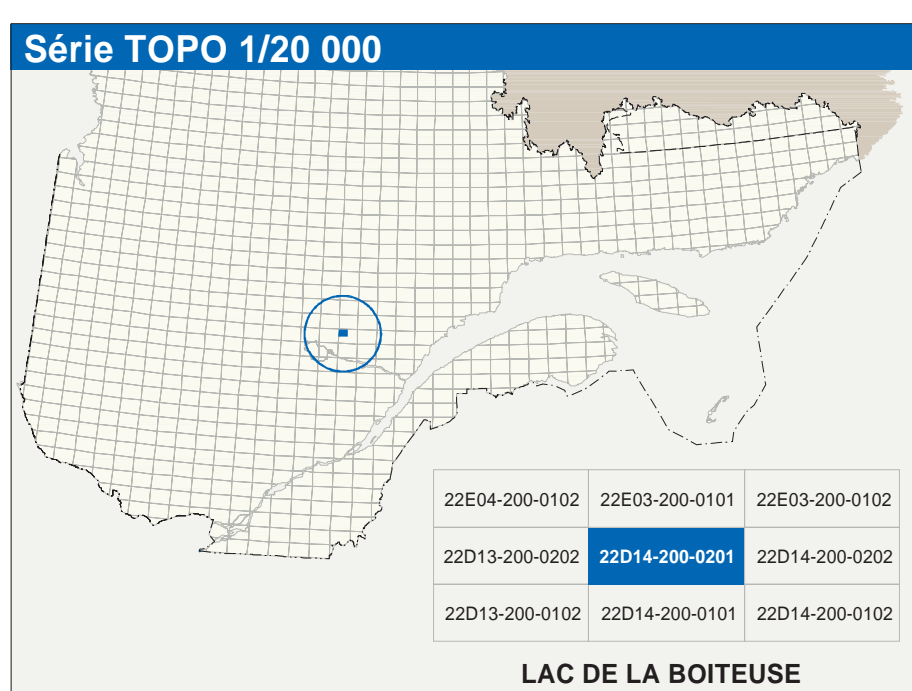 Série TOPO 1/20 000
22E04-200-0102 22E03-200-0101 22E03-200-0102
22D13-200-0202 22D14-200-0201 22D14-200-0202
22D13-200-0102 22D14-200-0101 22D14-200-0102
LAC DE LA BOITEUSE